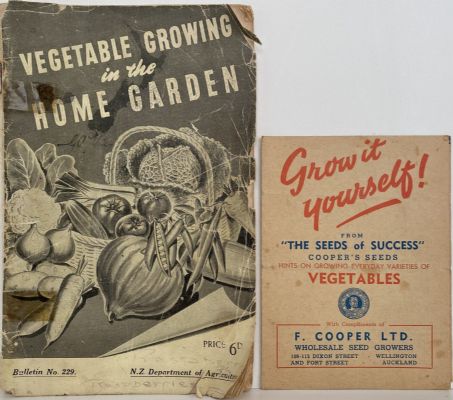 VEGETABLE GROWING
in the
HOME GARDEN
PRICE 6D
Bulletin No. 229.
N.Z Department of Agricultu
Grow it
yourself!
FROM
"THE SEEDS of SUCCESS"
COOPER'S SEEDS
HINTS ON GROWING EVERYDAY VARIETIES OF
VEGETABLES
With Compliments of
F. COOPER LTD.
WHOLESALE SEED GROWERS
109-113 DIXON STREET - WELLINGTON
AND FORT STREET - AUCKLAND